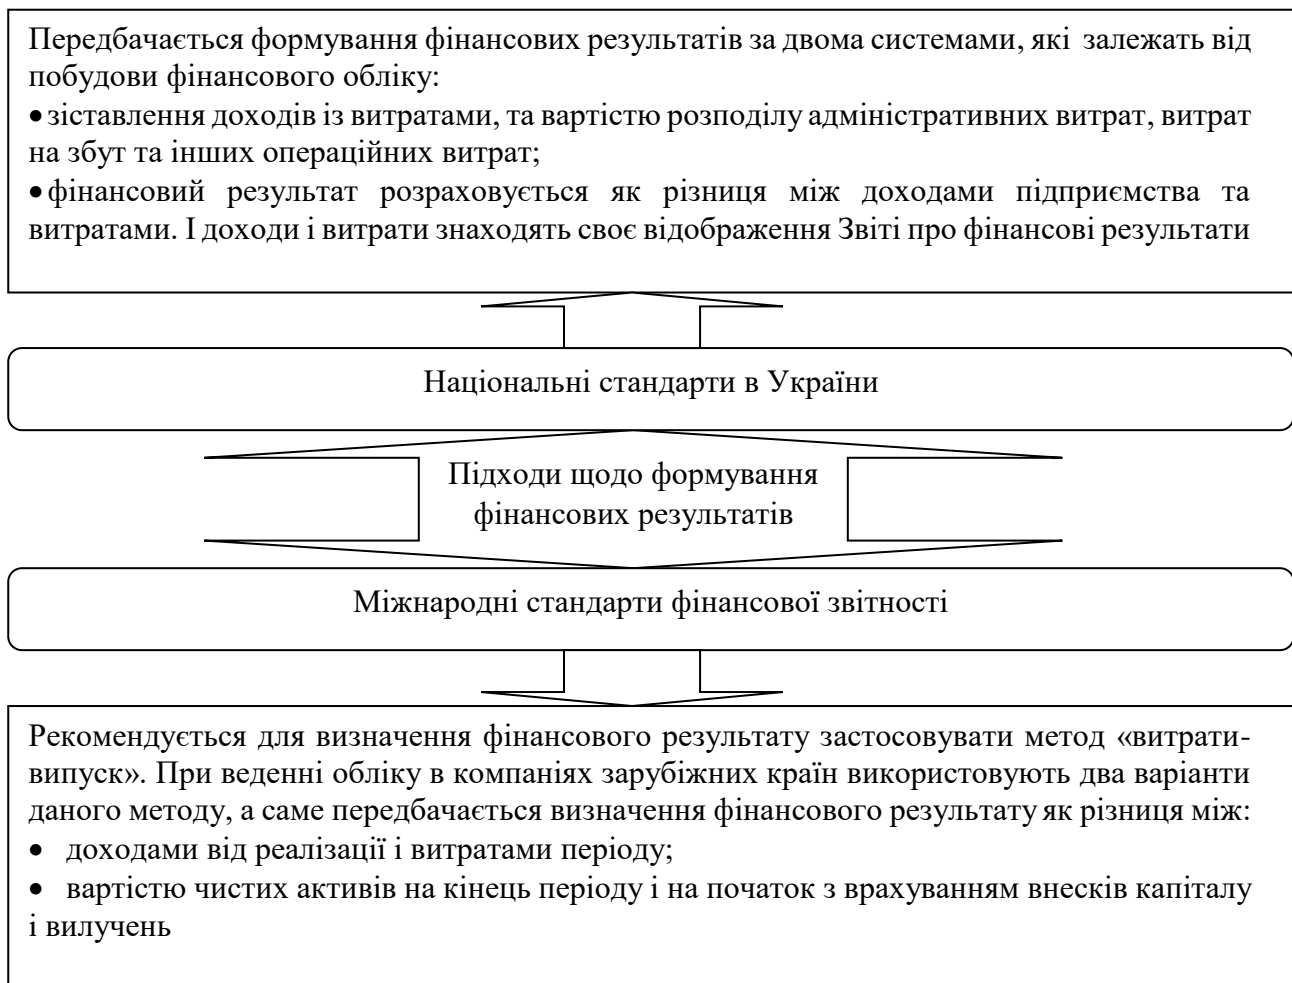 Передбачається формування фінансових результатів за двома системами, які залежать від
побудови фінансового обліку:
• зіставлення доходів із витратами, та вартістю розподілу адміністративних витрат, витрат
на збут та інших операційних витрат;
• фінансовий результат розраховується як різниця між доходами підприємства та
витратами. І доходи і витрати знаходять своє відображення Звіті про фінансові результати
Національні стандарти в Україні
Підходи щодо формування
фінансових результатів
Міжнародні стандарти фінансової звітності
Рекомендується для визначення фінансового результату застосовувати метод «витрати-
випуск». При веденні обліку в компаніях зарубіжних країн використовують два варіанти
даного методу, а саме передбачається визначення фінансового результату як різниця між:
• доходами від реалізації і витратами періоду;
• вартістю чистих активів на кінець періоду і на початок з врахуванням внесків капіталу
і вилучень